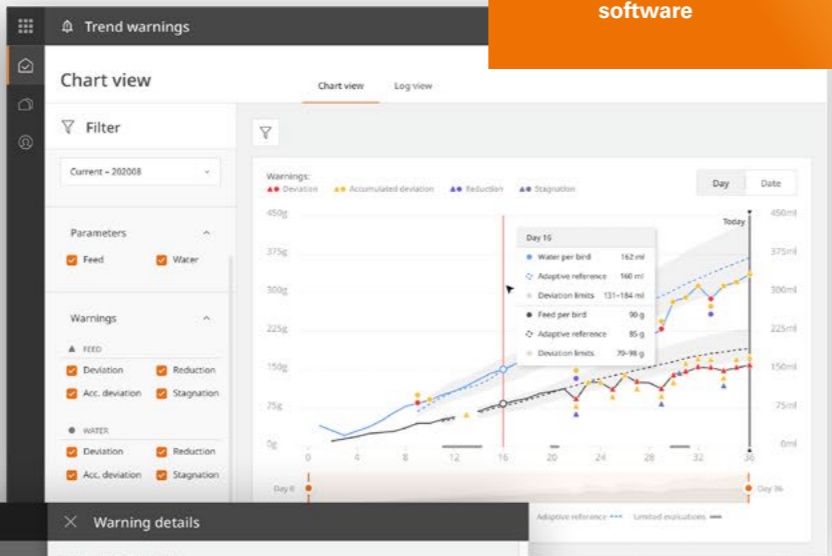 software
Trend warnings
Chart view
Chart view Log view
Filter
Current – 202008
Warnings:
Deviation Accumulated deviation Reduction Stagnation
Day Date
Parameters
Feed Water
Warnings
FEED
Deviation Reduction
Acc. deviation Stagnation
WATER
Deviation Reduction
Acc. deviation Stagnation
450g 450ml
Today
375g 375ml
300g 300ml
225g 225ml
150g 150ml
75g 75ml
0g 0ml
Day 16
Water per bird 162 ml
Adaptive reference 160 ml
Deviation limits 131–184 ml
Feed per bird 90 g
Adaptive reference 85 g
Deviation limits 79–98 g
0 4 8 12 16 20 24 28 32 36
Day 0 Day 36
Adaptive reference Limited evaluations
Warning details